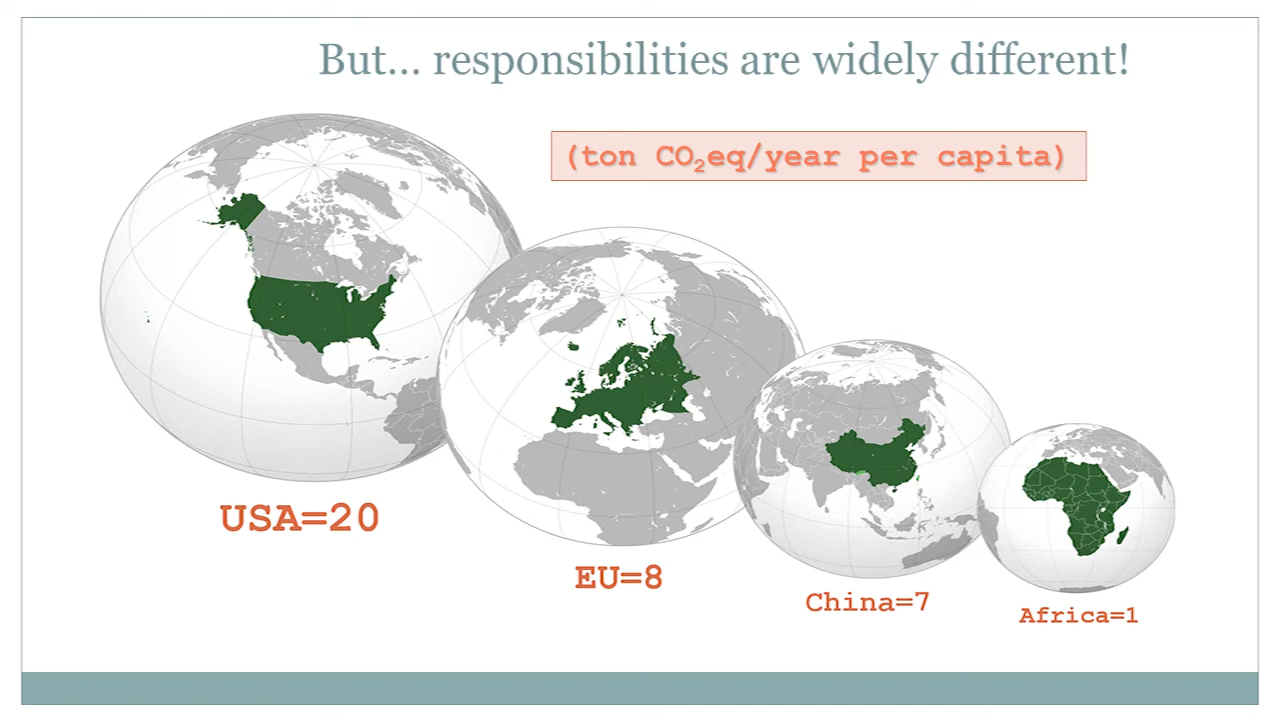 But... responsibilities are widely different!
(ton CO₂eq/year per capita)
USA=20
EU=8
China=7
Africa=1